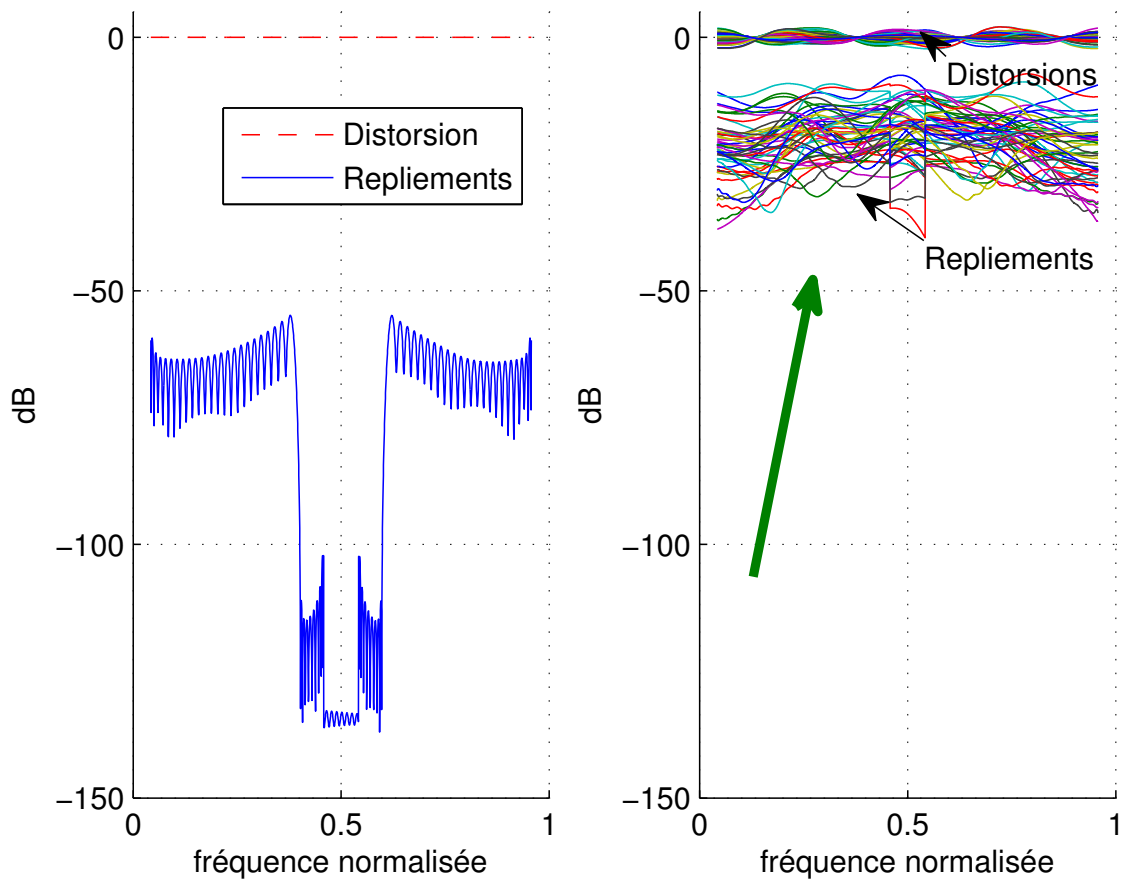 0
−50
−100
−150
dB
0
0.5
1
fréquence normalisée
Distorsion
Repliements
0
−50
−100
−150
dB
0
0.5
1
fréquence normalisée
Distorsions
Repliements